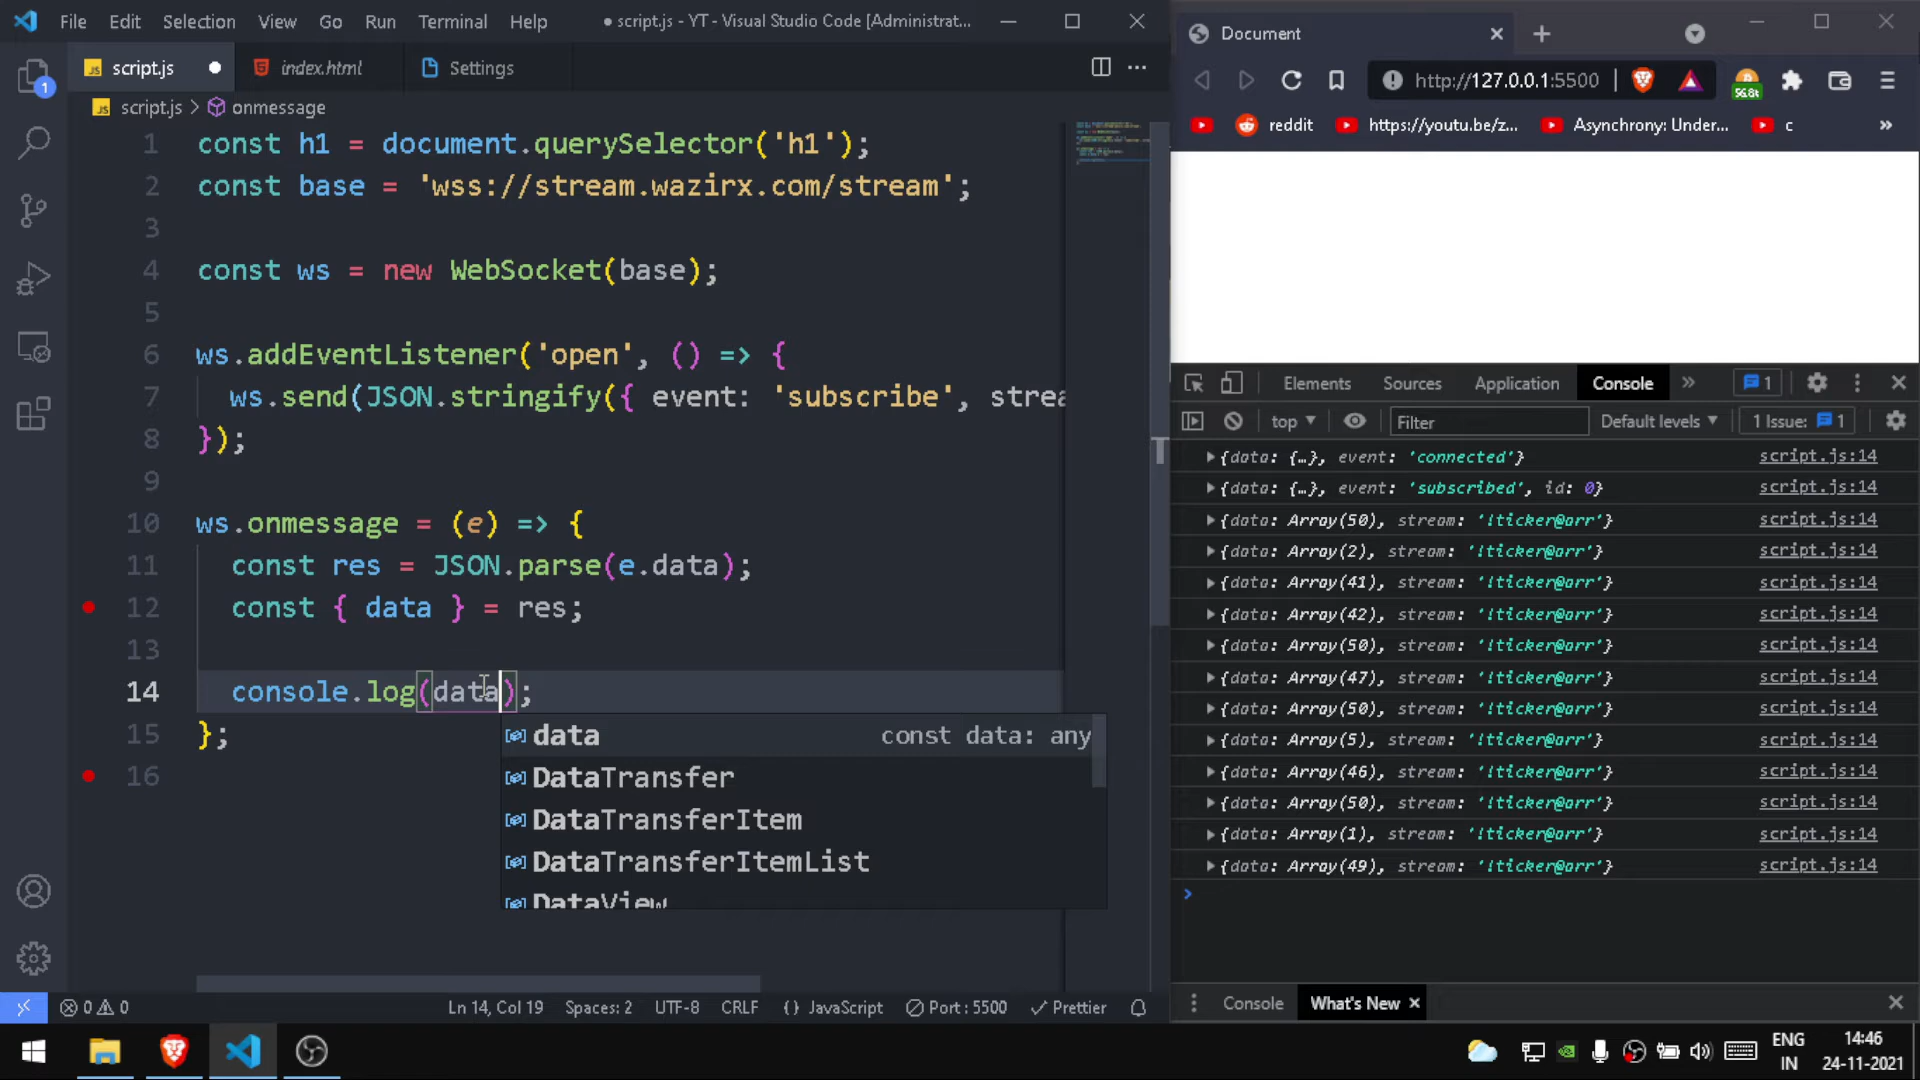 File Edit Selection View Go Run Terminal Help ● script.js - YT - Visual Studio Code [Administrat...
JS script.js index.html Settings
JS script.js > onmessage
1 const h1 = document.querySelector('h1');
2 const base = 'wss://stream.wazirx.com/stream';
3
4 const ws = new WebSocket(base);
5
6 ws.addEventListener('open', () => {
7 ws.send(JSON.stringify({ event: 'subscribe', strea
8 });
9
10 ws.onmessage = (e) => {
11 const res = JSON.parse(e.data);
12 const { data } = res;
13
14 console.log(data);
15 };
16
data const data: any
DataTransfer
DataTransferItem
DataTransferItemList
DataView
1
0 0 Ln 14, Col 19 Spaces: 2 UTF-8 CRLF {} JavaScript Port : 5500 Prettier
Document
http://127.0.0.1:5500 56.8t
reddit https://youtu.be/z... Asynchrony: Under... c »
Elements Sources Application Console » 1
top Filter Default levels 1 Issue: 1
{data: {…}, event: 'connected'} script.js:14
{data: {…}, event: 'subscribed', id: 0} script.js:14
{data: Array(50), stream: '!ticker@arr'} script.js:14
{data: Array(2), stream: '!ticker@arr'} script.js:14
{data: Array(41), stream: '!ticker@arr'} script.js:14
{data: Array(42), stream: '!ticker@arr'} script.js:14
{data: Array(50), stream: '!ticker@arr'} script.js:14
{data: Array(47), stream: '!ticker@arr'} script.js:14
{data: Array(50), stream: '!ticker@arr'} script.js:14
{data: Array(5), stream: '!ticker@arr'} script.js:14
{data: Array(46), stream: '!ticker@arr'} script.js:14
{data: Array(50), stream: '!ticker@arr'} script.js:14
{data: Array(1), stream: '!ticker@arr'} script.js:14
{data: Array(49), stream: '!ticker@arr'} script.js:14
Console What's New
ENG 14:46
IN 24-11-2021